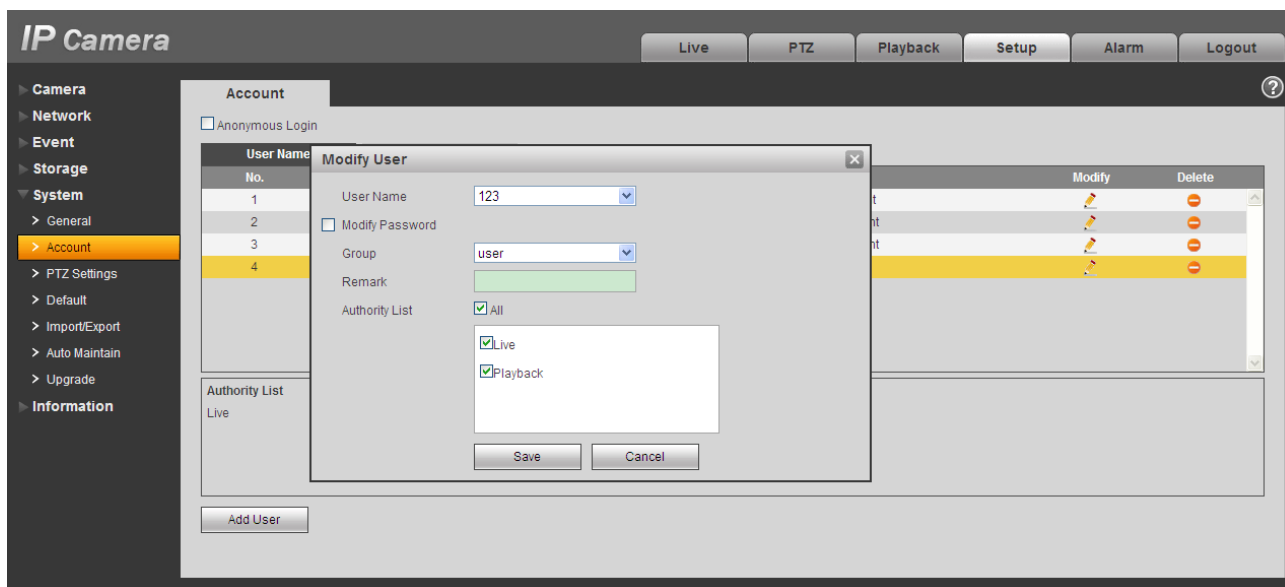 IP Camera
Live PTZ Playback Setup Alarm Logout
Camera
Network
Event
Storage
System
General
Account
PTZ Settings
Default
Import/Export
Auto Maintain
Upgrade
Information
Account
Anonymous Login
User Name
No. Modify Delete
1
2
3
4
Modify User
User Name 123
Modify Password
Group user
Remark
Authority List All
Live
Playback
Save Cancel
Authority List
Live
Add User